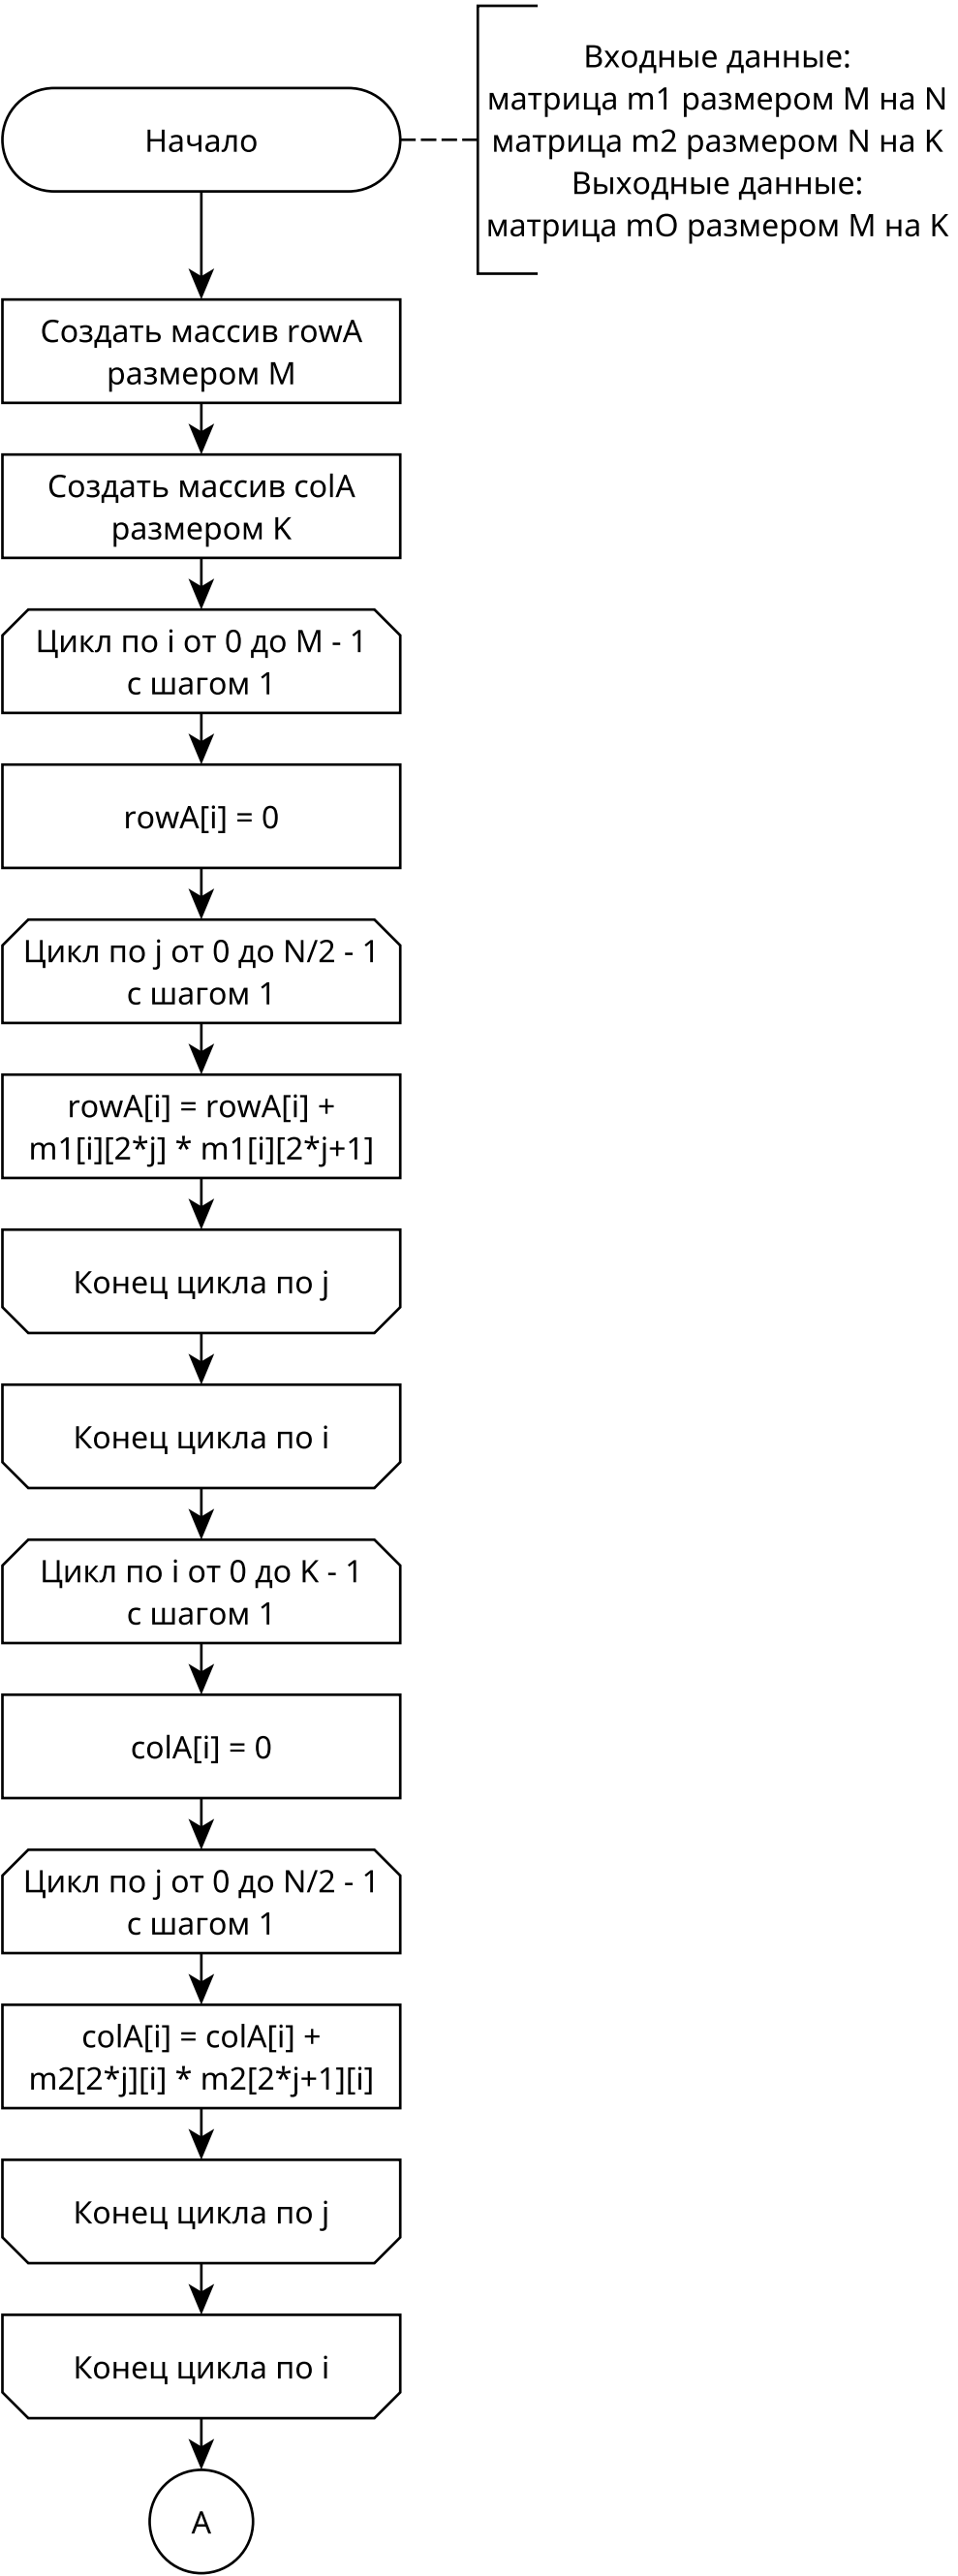 Входные данные:
матрица m1 размером M на N
матрица m2 размером N на K
Выходные данные:
матрица mO размером M на K
Начало
Создать массив rowA
размером M
Создать массив colA
размером K
Цикл по i от 0 до M - 1
с шагом 1
rowA[i] = 0
Цикл по j от 0 до N/2 - 1
с шагом 1
rowA[i] = rowA[i] +
m1[i][2*j] * m1[i][2*j+1]
Конец цикла по j
Конец цикла по i
Цикл по i от 0 до K - 1
с шагом 1
colA[i] = 0
Цикл по j от 0 до N/2 - 1
с шагом 1
colA[i] = colA[i] +
m2[2*j][i] * m2[2*j+1][i]
Конец цикла по j
Конец цикла по i
A